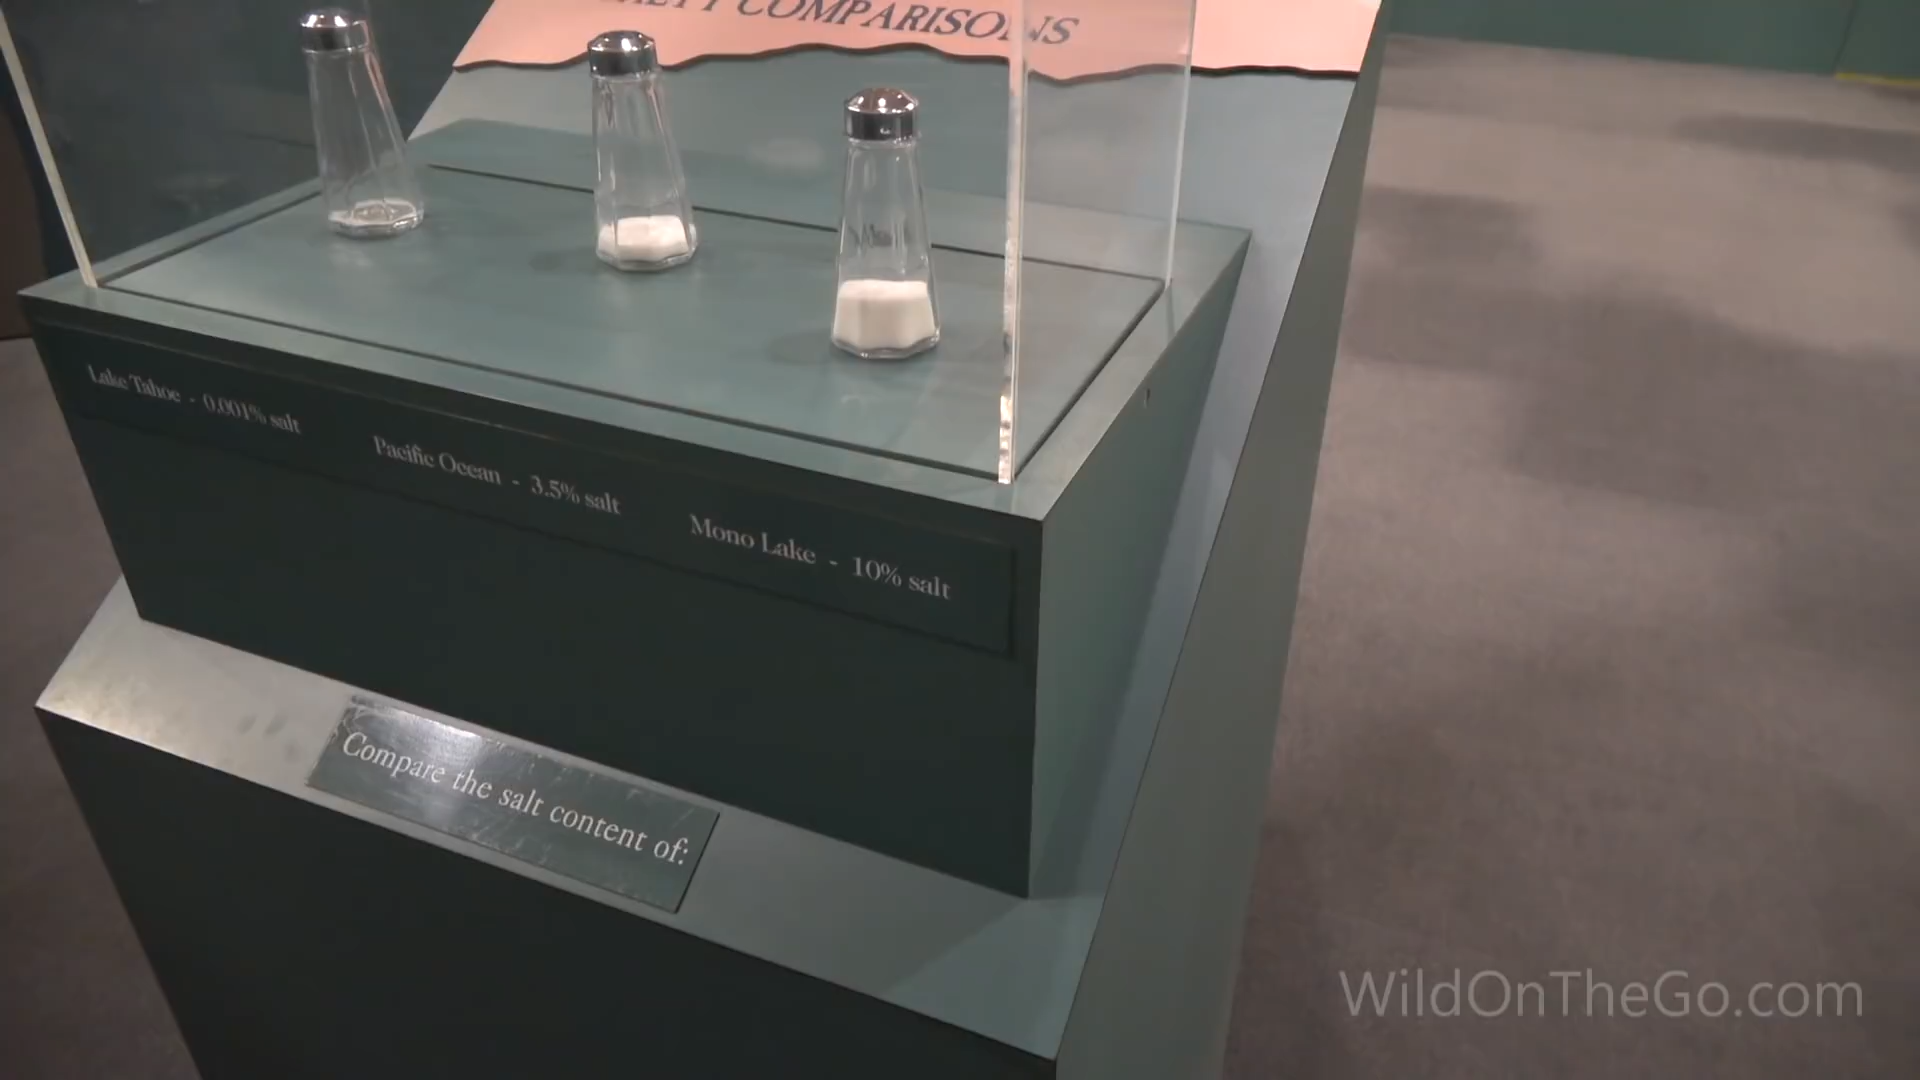 COMPARISONS
Lake Tahoe - 0.001% salt
Pacific Ocean - 3.5% salt
Mono Lake - 10% salt
Compare the salt content of:
WildOnTheGo.com